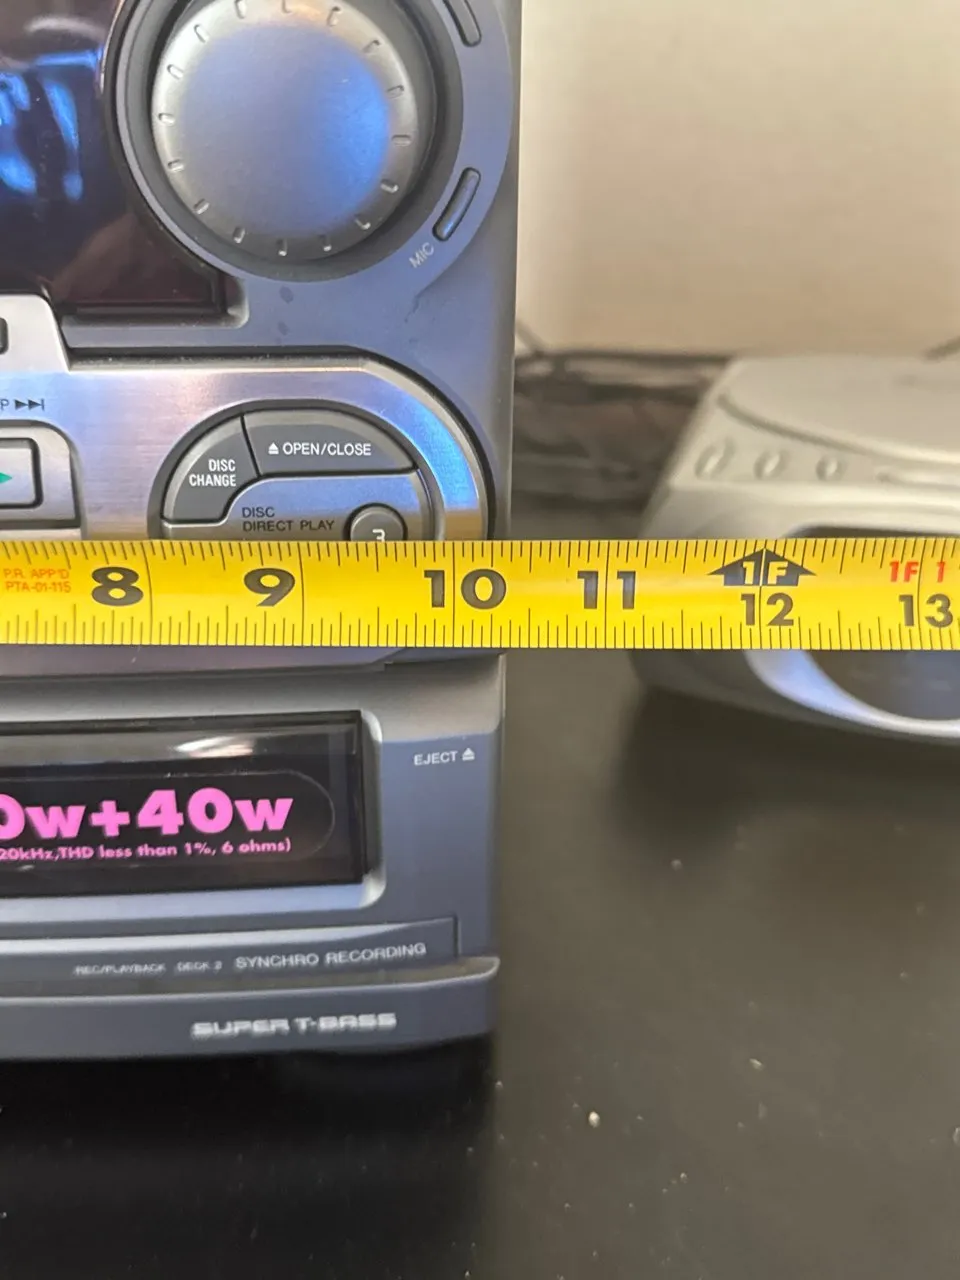 MIC
P
DISC
CHANGE
OPEN/CLOSE
DISC
DIRECT PLAY
3
P.R. APP'D
PTA-01-115
8 9 10 11 1F 12 1F 1 13
EJECT
0w+40w
20kHz,THD less than 1%, 6 ohms)
REC/PLAYBACK DECK 2 SYNCHRO RECORDING
SUPER T-BASS